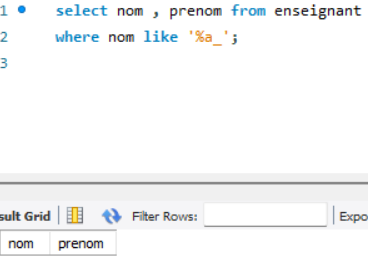 1 select nom , prenom from enseignant
2 where nom like '%a_';
3
sult Grid Filter Rows: Expo
nom prenom